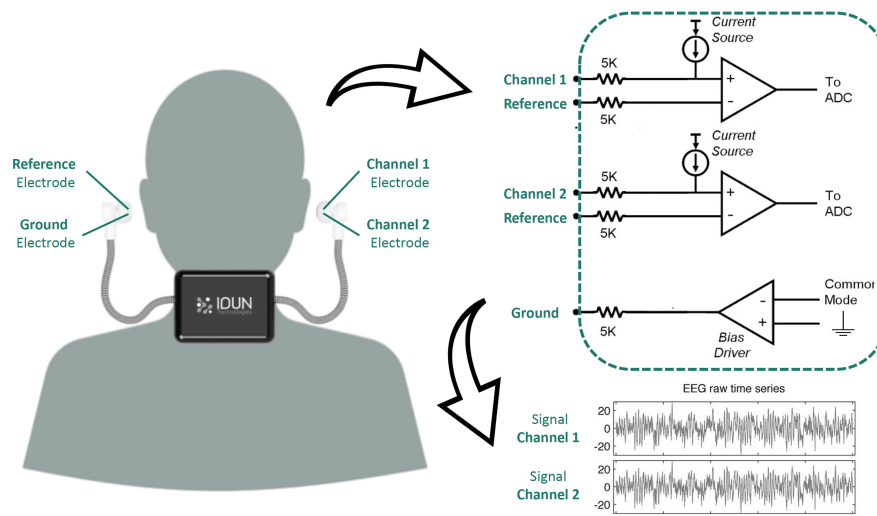 Reference
Electrode
Ground
Electrode
Channel 1
Electrode
Channel 2
Electrode
IDUN
Technologies
Current
Source
5K
Channel 1
+
To
ADC
Reference
-
5K
Current
Source
5K
Channel 2
+
To
ADC
Reference
-
5K
Common
Mode
-
Ground
5K
+
Bias
Driver
EEG raw time series
Signal
Channel 1
20
0
-20
Signal
Channel 2
20
0
-20